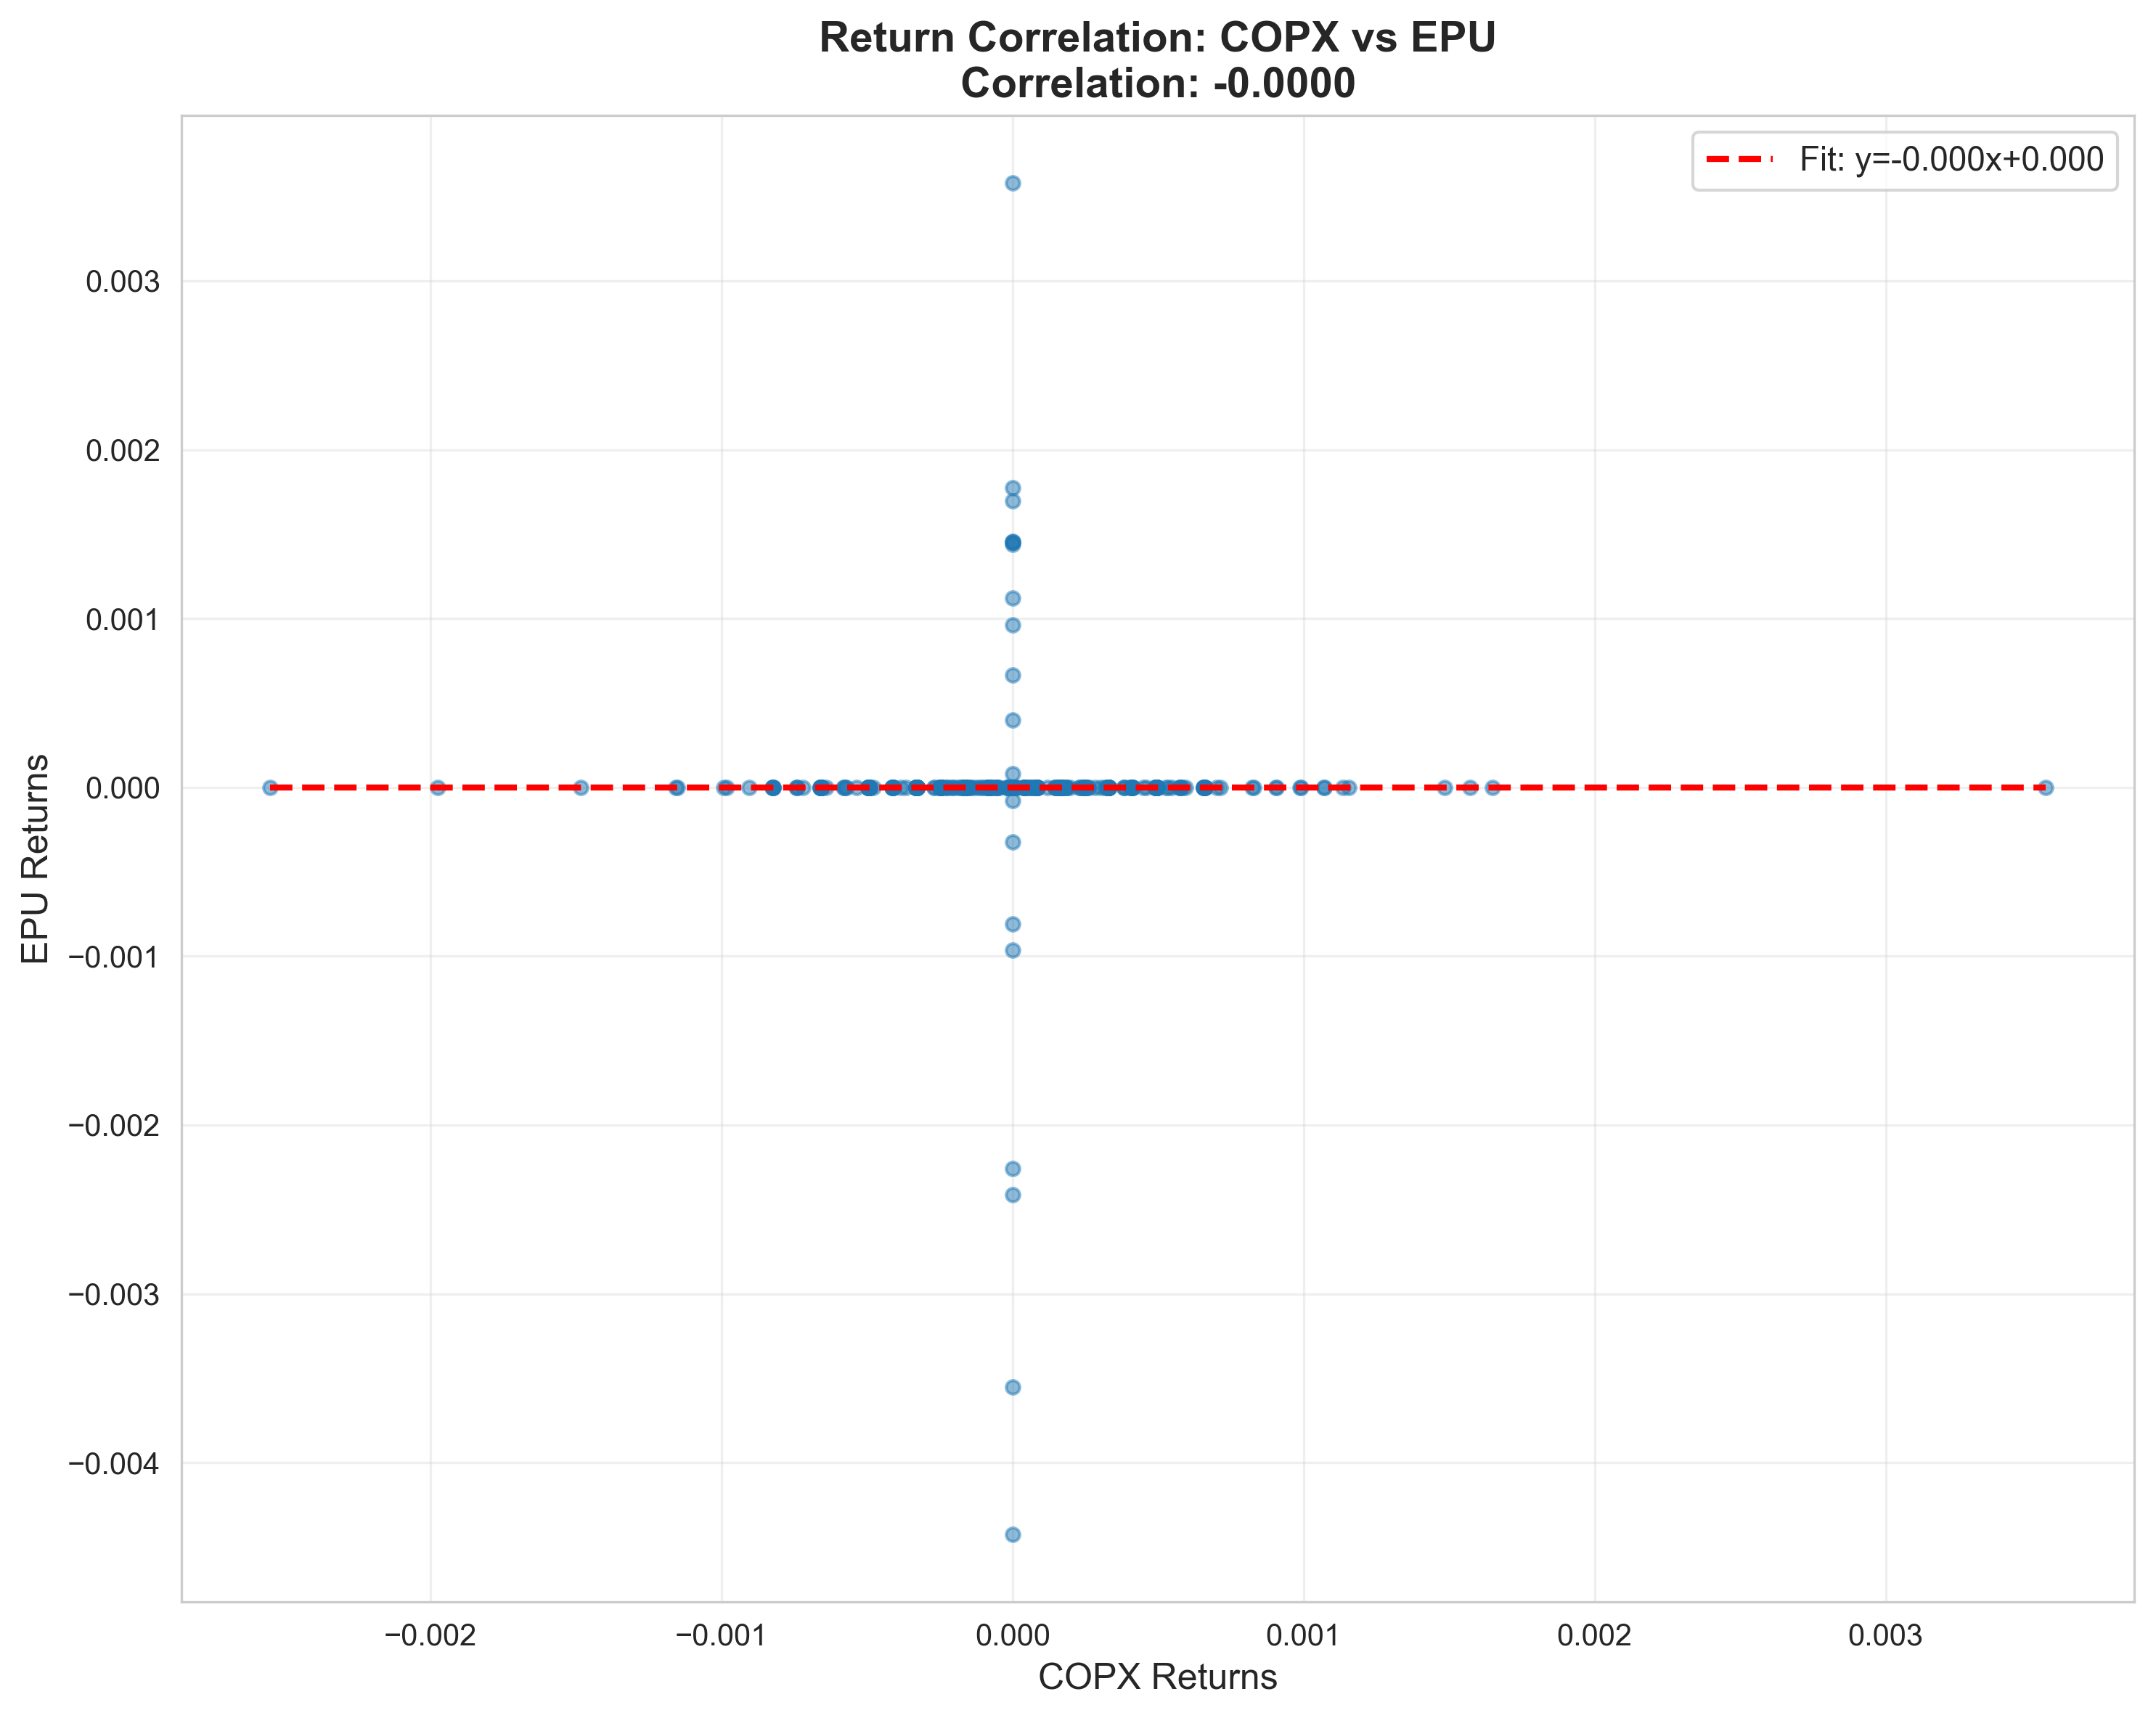 Return Correlation: COPX vs EPU
Correlation: -0.0000
Fit: y=-0.000x+0.000
0.003
0.002
0.001
0.000
−0.001
−0.002
−0.003
−0.004
EPU Returns
−0.002
−0.001
0.000
0.001
0.002
0.003
COPX Returns